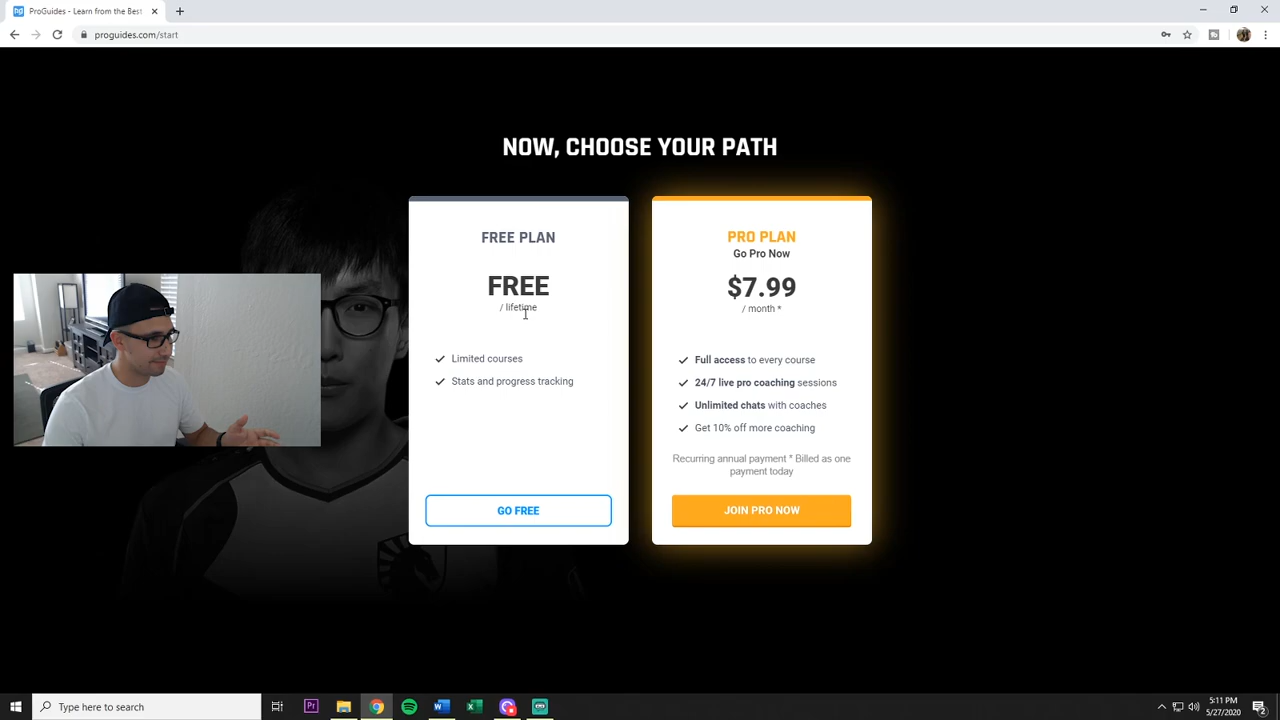 ProGuides - Learn from the Best
proguides.com/start
NOW, CHOOSE YOUR PATH
FREE PLAN
FREE
/ lifetime
Limited courses
Stats and progress tracking
GO FREE
PRO PLAN
Go Pro Now
$7.99
/ month *
Full access to every course
24/7 live pro coaching sessions
Unlimited chats with coaches
Get 10% off more coaching
Recurring annual payment * Billed as one
payment today
JOIN PRO NOW
Type here to search
5:11 PM
5/27/2020